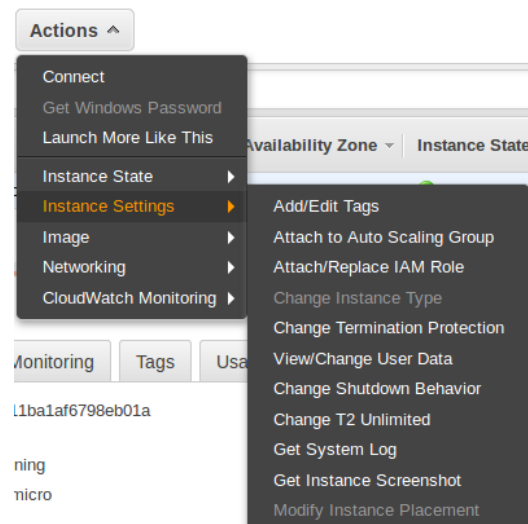 Actions
Connect
Get Windows Password
Launch More Like This
Instance State
Instance Settings
Image
Networking
CloudWatch Monitoring
Availability Zone
Instance State
Add/Edit Tags
Attach to Auto Scaling Group
Attach/Replace IAM Role
Change Instance Type
Change Termination Protection
View/Change User Data
Change Shutdown Behavior
Change T2 Unlimited
Get System Log
Get Instance Screenshot
Modify Instance Placement
Monitoring
Tags
Usa
11ba1af6798eb01a
ning
micro